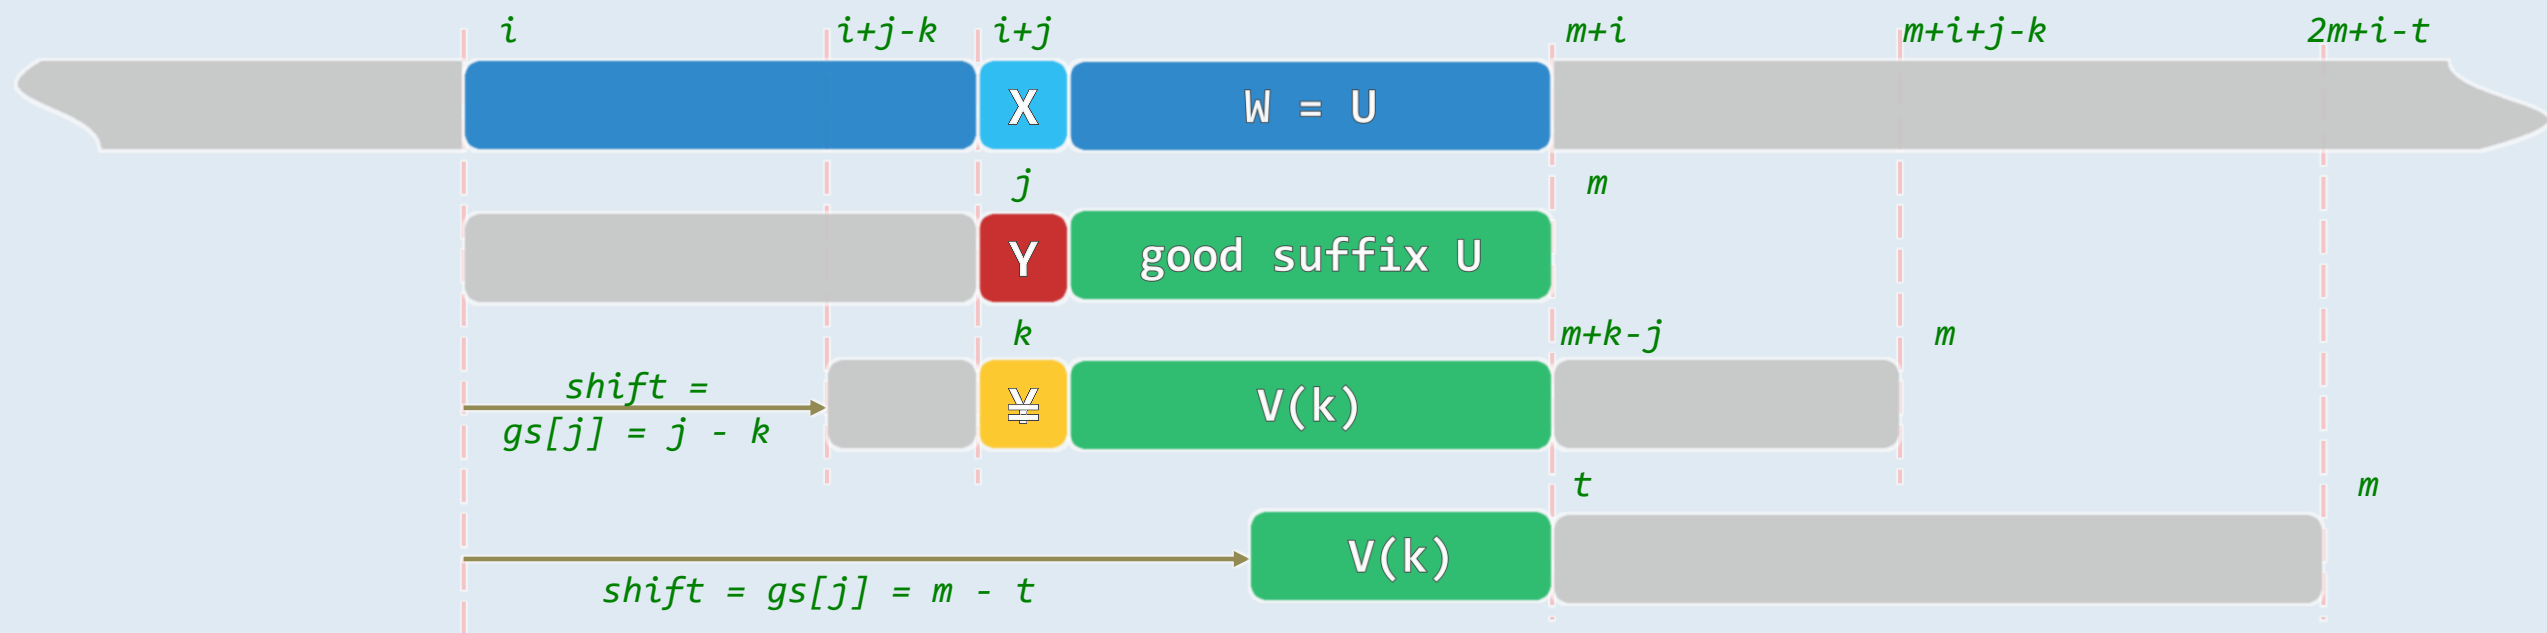 i i+j-k i+j m+i m+i+j-k 2m+i-t
X W = U
j m
Y good suffix U
k m+k-j m
shift =
gs[j] = j - k
¥ V(k)
t m
V(k)
shift = gs[j] = m - t